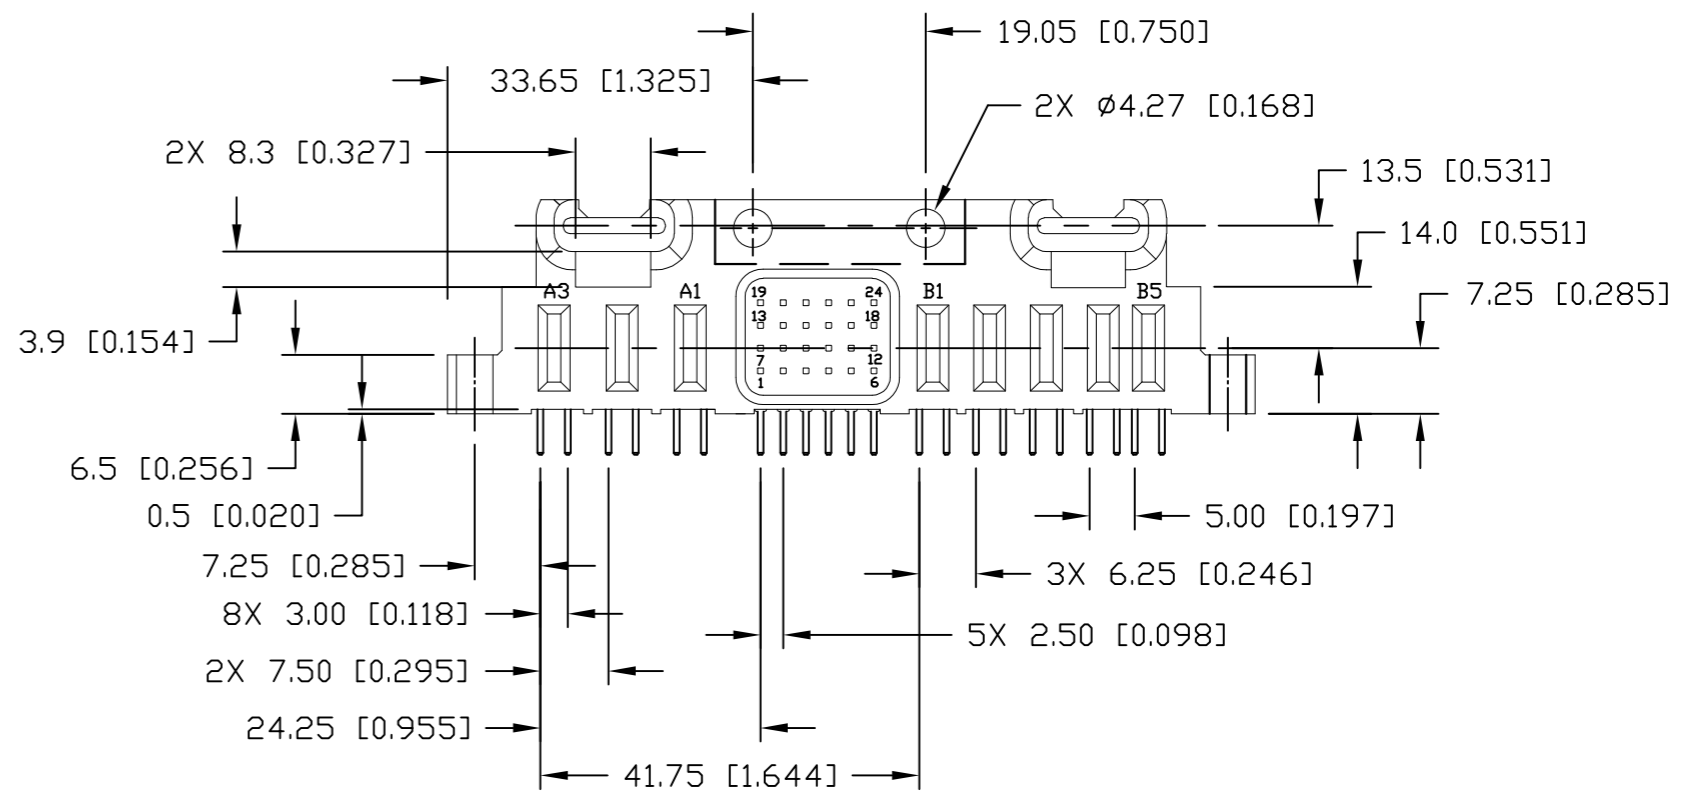 19.05 [0.750]
33.65 [1.325]
2X Ø4.27 [0.168]
2X 8.3 [0.327]
13.5 [0.531]
14.0 [0.551]
7.25 [0.285]
A3
A1
19
24
13
18
7
12
1
6
B1
B5
3.9 [0.154]
6.5 [0.256]
0.5 [0.020]
5.00 [0.197]
7.25 [0.285]
3X 6.25 [0.246]
8X 3.00 [0.118]
5X 2.50 [0.098]
2X 7.50 [0.295]
24.25 [0.955]
41.75 [1.644]